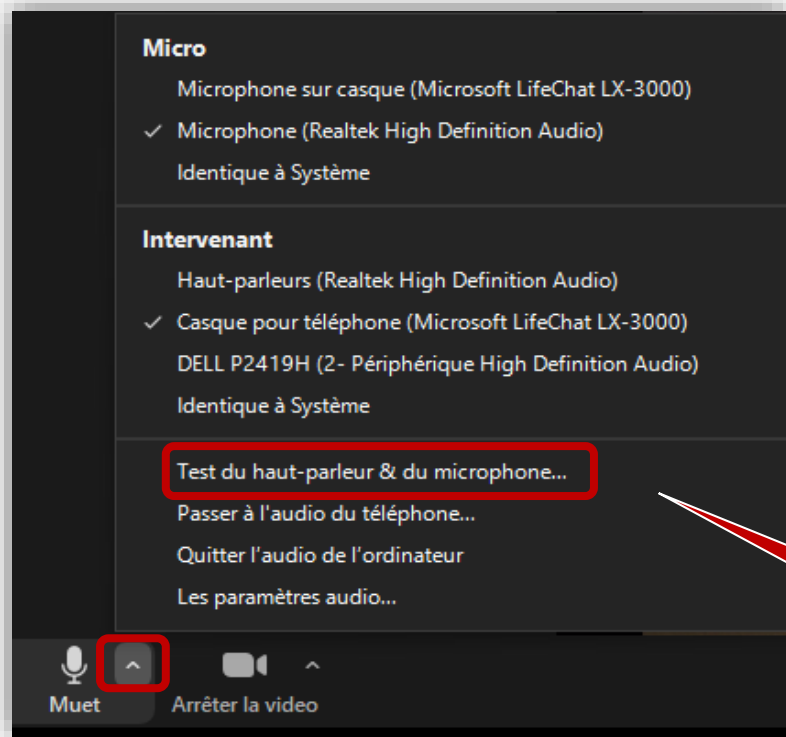 Micro
Microphone sur casque (Microsoft LifeChat LX-3000)
Microphone (Realtek High Definition Audio)
Identique à Système
Intervenant
Haut-parleurs (Realtek High Definition Audio)
Casque pour téléphone (Microsoft LifeChat LX-3000)
DELL P2419H (2- Périphérique High Definition Audio)
Identique à Système
Test du haut-parleur & du microphone...
Passer à l'audio du téléphone...
Quitter l'audio de l'ordinateur
Les paramètres audio...
Muet
Arrêter la video